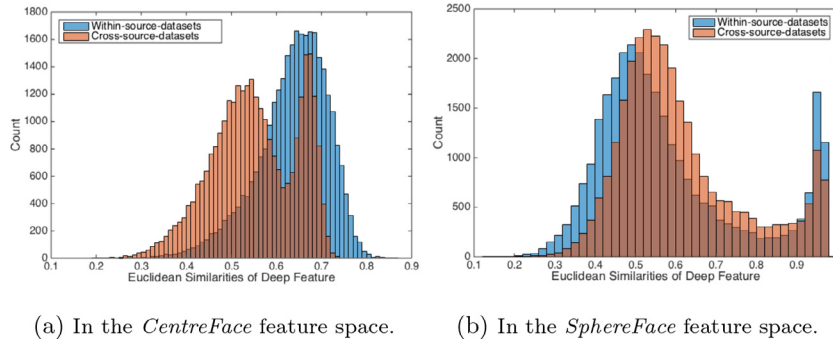 1800
1600
1400
1200
1000
800
600
400
200
0
Count
Within-source-datasets
Cross-source-datasets
0.1 0.2 0.3 0.4 0.5 0.6 0.7 0.8 0.9
Euclidean Similarities of Deep Feature
(a) In the CentreFace feature space.
2500
2000
1500
1000
500
0
Count
Within-source-datasets
Cross-source-datasets
0.2 0.3 0.4 0.5 0.6 0.7 0.8 0.9
Euclidean Similarities of Deep Feature
(b) In the SphereFace feature space.